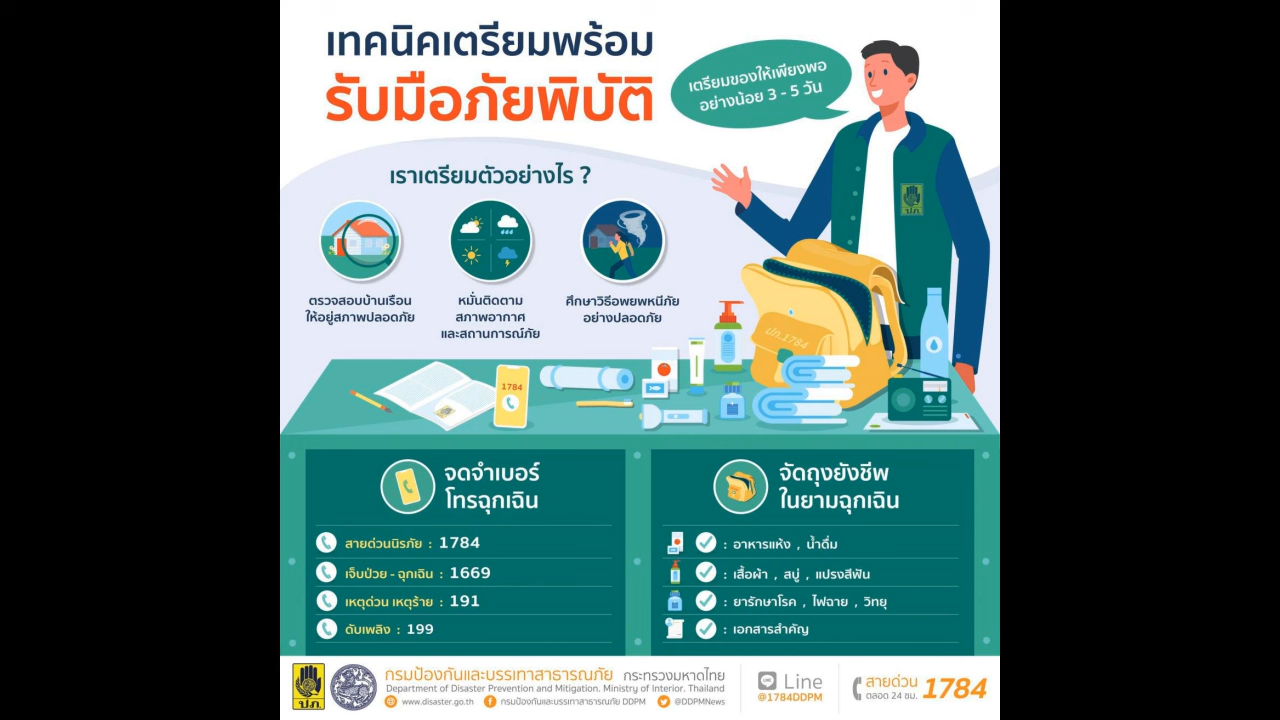 เทคนิคเตรียมพร้อม
รับมือภัยพิบัติ
เตรียมของให้เพียงพอ
อย่างน้อย 3 - 5 วัน
เราเตรียมตัวอย่างไร ?
ตรวจสอบบ้านเรือน
ให้อยู่สภาพปลอดภัย
หมั่นติดตาม
สภาพอากาศ
และสถานการณ์ภัย
ศึกษาวิธีอพยพหนีภัย
อย่างปลอดภัย
ปภ.
ปภ.1784
1784
จดจำเบอร์
โทรฉุกเฉิน
สายด่วนนิรภัย : 1784
เจ็บป่วย - ฉุกเฉิน : 1669
เหตุด่วน เหตุร้าย : 191
ดับเพลิง : 199
จัดถุงยังชีพ
ในยามฉุกเฉิน
: อาหารแห้ง , น้ำดื่ม
: เสื้อผ้า , สบู่ , แปรงสีฟัน
: ยารักษาโรค , ไฟฉาย , วิทยุ
: เอกสารสำคัญ
ปภ.
กรมป้องกันและบรรเทาสาธารณภัย กระทรวงมหาดไทย
Department of Disaster Prevention and Mitigation. Ministry of Interior. Thailand
www.disaster.go.th กรมป้องกันและบรรเทาสาธารณภัย DDPM @DDPMNews
Line
@1784DDPM
สายด่วน
ตลอด 24 ชม.
1784